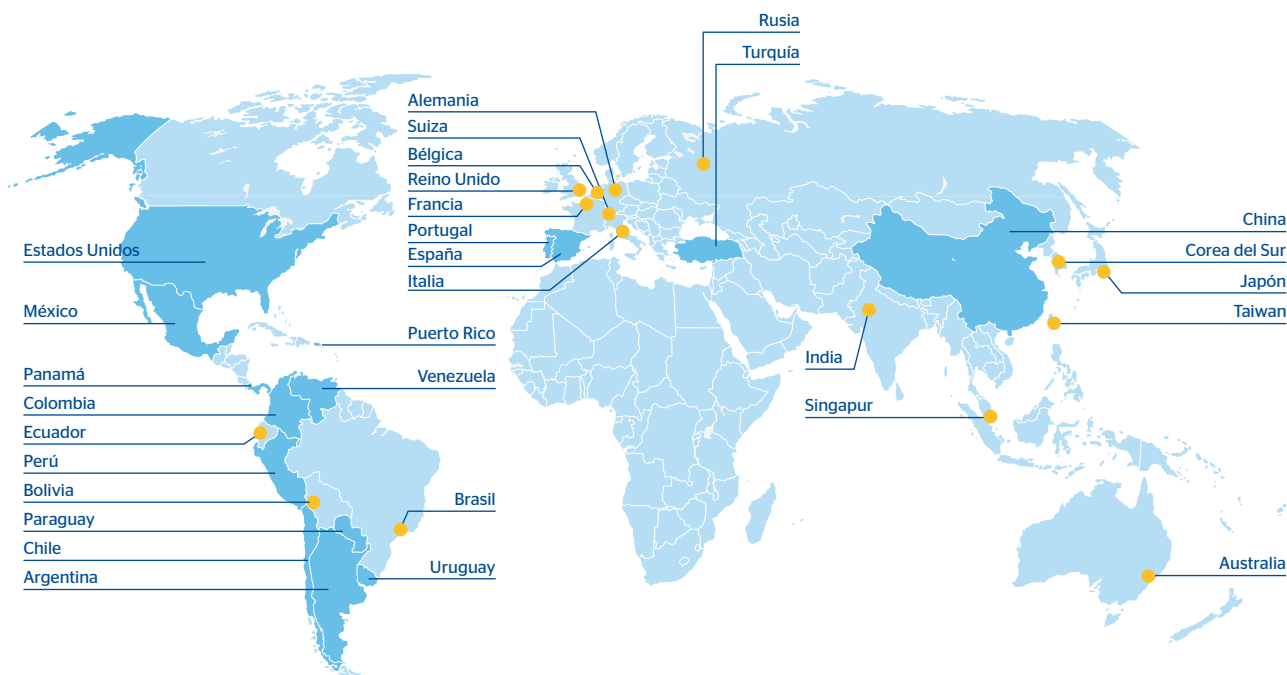 Rusia
Turquía
Alemania
Suiza
Bélgica
Reino Unido
Francia
Portugal
España
Italia
Estados Unidos
México
Puerto Rico
Panamá
Venezuela
Colombia
Ecuador
Perú
Bolivia
Brasil
Paraguay
Chile
Uruguay
Argentina
China
Corea del Sur
Japón
Taiwan
India
Singapur
Australia